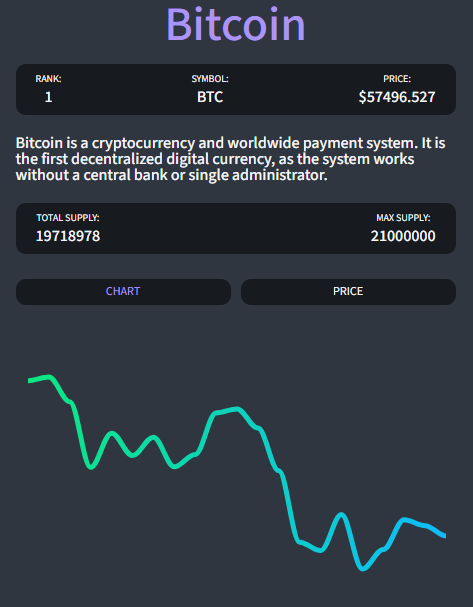 Bitcoin
RANK: SYMBOL: PRICE:
1 BTC $57496.527
Bitcoin is a cryptocurrency and worldwide payment system. It is
the first decentralized digital currency, as the system works
without a central bank or single administrator.
TOTAL SUPPLY: MAX SUPPLY:
19718978 21000000
CHART PRICE